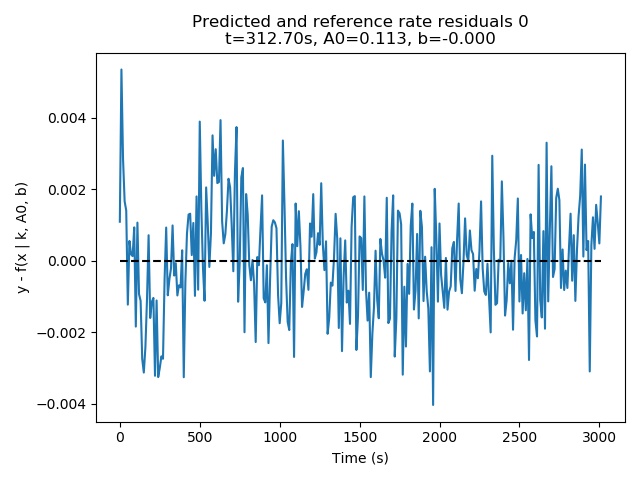 Predicted and reference rate residuals 0
t=312.70s, A0=0.113, b=-0.000
y - f(x | k, A0, b)
0.004
0.002
0.000
−0.002
−0.004
0 500 1000 1500 2000 2500 3000
Time (s)